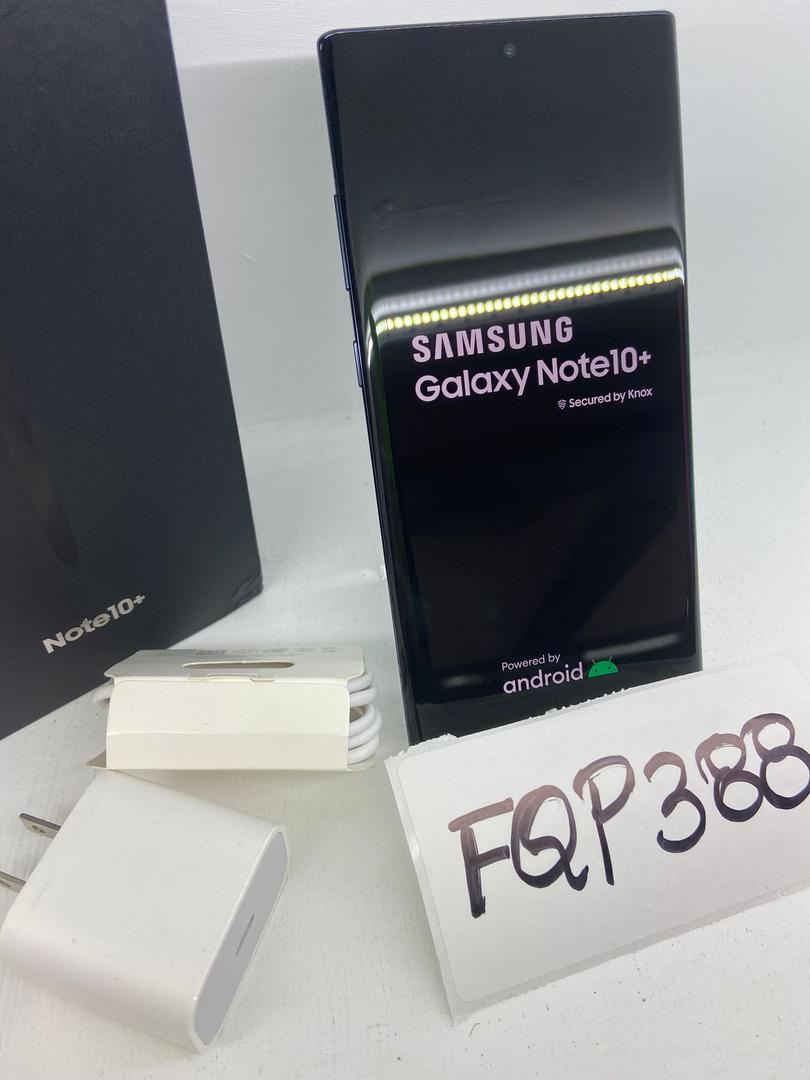 SAMSUNG
Galaxy Note10+
Secured by Knox
Powered by
android
Note10+
FQP388